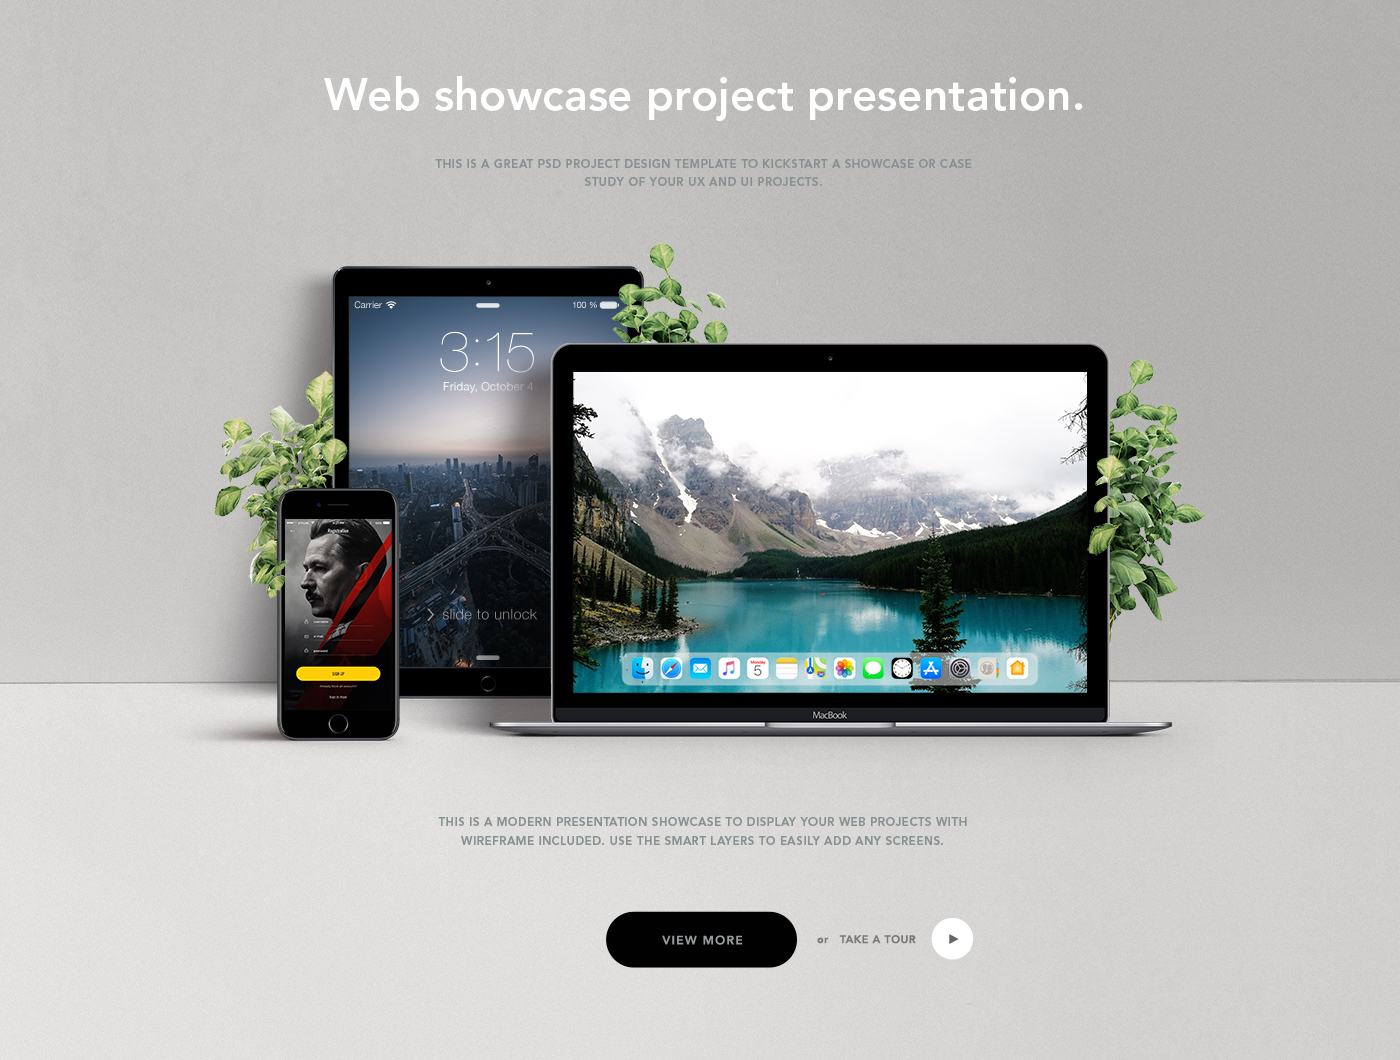 Web showcase project presentation.
THIS IS A GREAT PSD PROJECT DESIGN TEMPLATE TO KICKSTART A SHOWCASE OR CASE
STUDY OF YOUR UX AND UI PROJECTS.
Carrier 100 %
3:15
Friday, October 4
slide to unlock
Registration
SIGN UP
Monday
5
MacBook
THIS IS A MODERN PRESENTATION SHOWCASE TO DISPLAY YOUR WEB PROJECTS WITH
WIREFRAME INCLUDED. USE THE SMART LAYERS TO EASILY ADD ANY SCREENS.
VIEW MORE or TAKE A TOUR